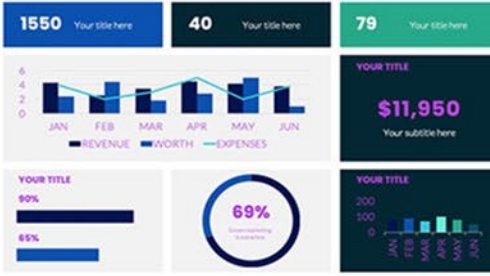 1550 Your title here
40 Your title here
79 Your title here
6
4
2
0
JAN FEB MAR APR MAY JUN
REVENUE WORTH EXPENSES
YOUR TITLE
$11,950
Your subtitle here
YOUR TITLE
90%
65%
69%
YOUR TITLE
200
100
0
JAN FEB MAR APR MAY JUN